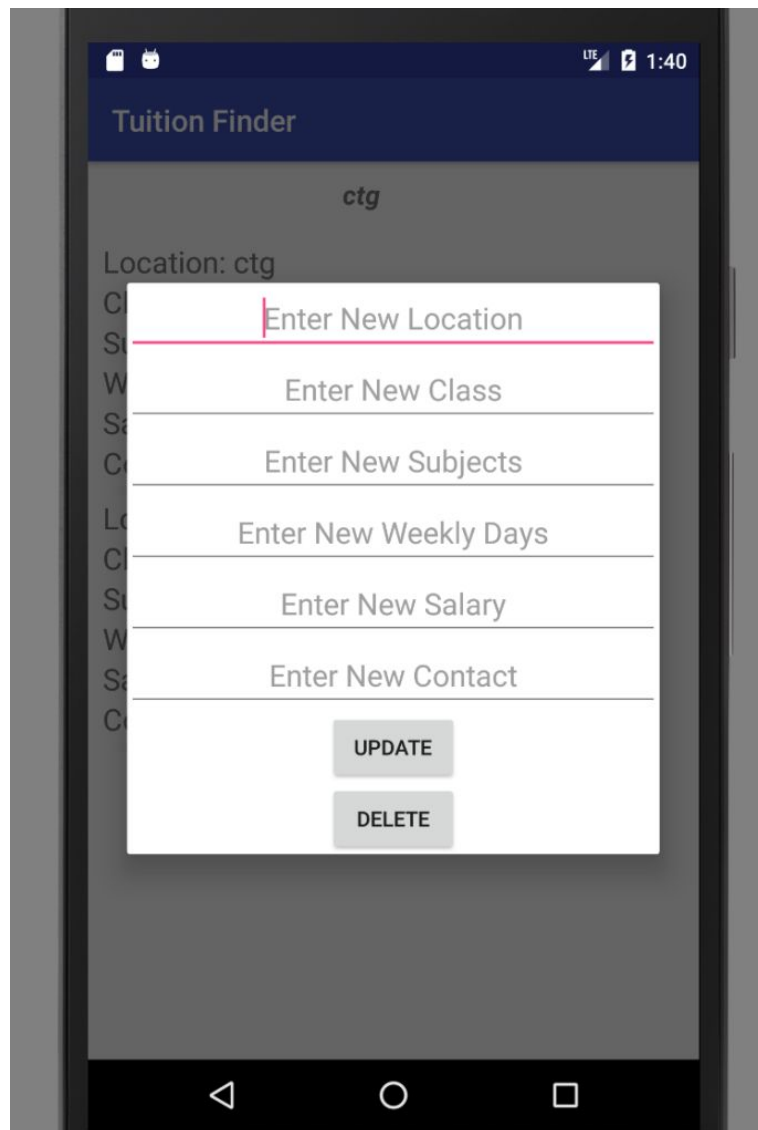 LTE 1:40
Tuition Finder
ctg
Location: ctg
Enter New Location
Enter New Class
Enter New Subjects
Enter New Weekly Days
Enter New Salary
Enter New Contact
UPDATE
DELETE